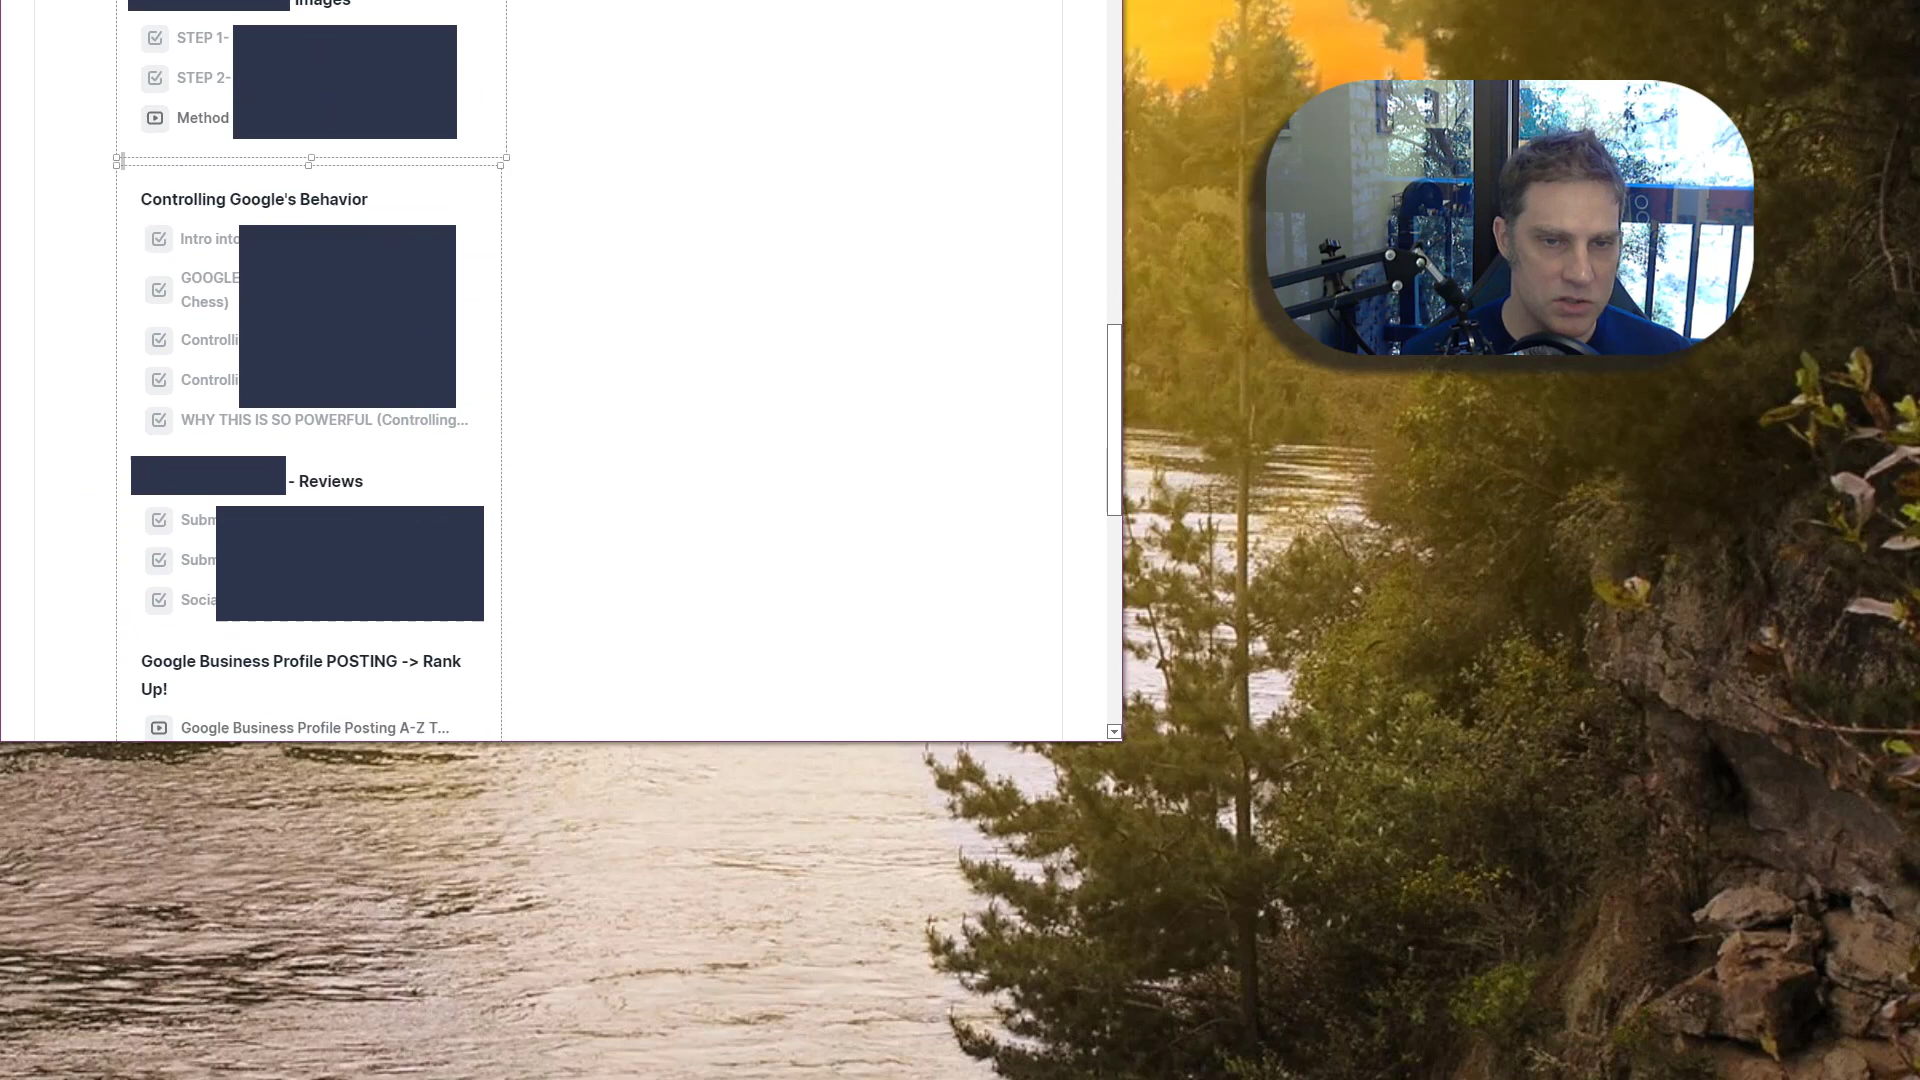 Images
STEP 1-
STEP 2-
Method
Controlling Google's Behavior
Intro into
GOOGLE
Chess)
Controlli
Controlli
WHY THIS IS SO POWERFUL (Controlling...
- Reviews
Subm
Subm
Socia
Google Business Profile POSTING -> Rank
Up!
Google Business Profile Posting A-Z T...